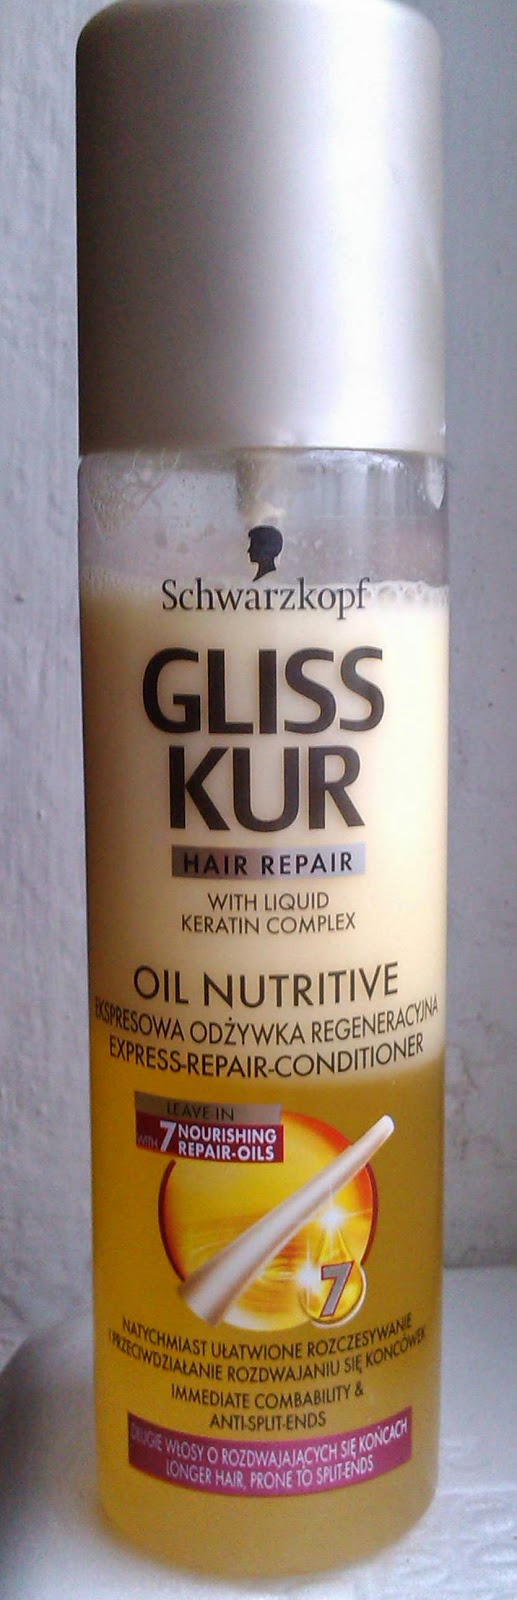 Schwarzkopf
GLISS
KUR
HAIR REPAIR
WITH LIQUID
KERATIN COMPLEX
OIL NUTRITIVE
EKSPRESOWA ODŻYWKA REGENERACYJNA
EXPRESS-REPAIR-CONDITIONER
LEAVE IN
WITH 7 NOURISHING
REPAIR-OILS
7
NATYCHMIAST UŁATWIONE ROZCZESYWANIE
I PRZECIWDZIAŁANIE ROZDWAJANIU SIĘ KOŃCÓWEK
IMMEDIATE COMBABILITY &
ANTI-SPLIT-ENDS
DŁUGIE WŁOSY O ROZDWAJAJĄCYCH SIĘ KOŃCACH
LONGER HAIR, PRONE TO SPLIT-ENDS